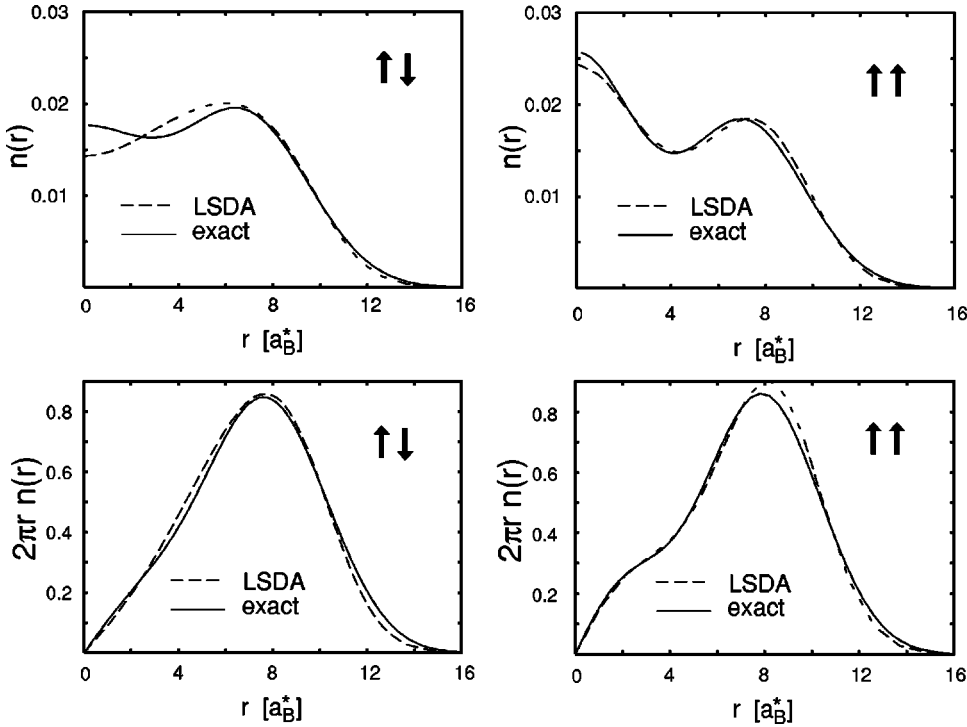 0.03
0.02
0.01
n(r)
LSDA
exact
0 4 8 12 16
r [a*B]
0.03
0.02
0.01
n(r)
LSDA
exact
0 4 8 12 16
r [a*B]
0.8
0.6
0.4
0.2
2πr n(r)
LSDA
exact
0 4 8 12 16
r [a*B]
0.8
0.6
0.4
0.2
2πr n(r)
LSDA
exact
0 4 8 12 16
r [a*B]